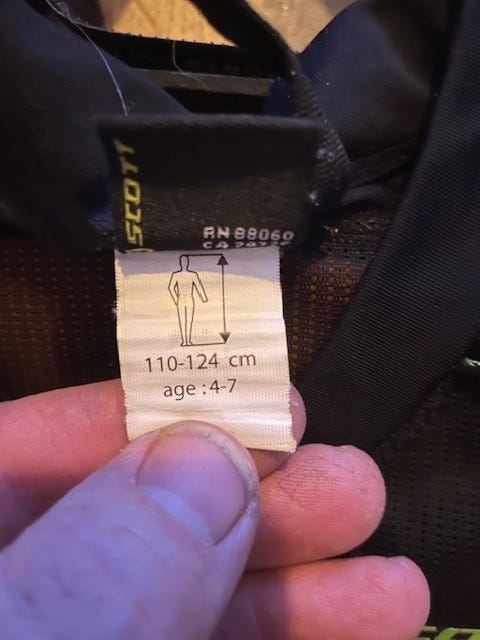 SCOTT
RN 88060
110-124 cm
age : 4-7